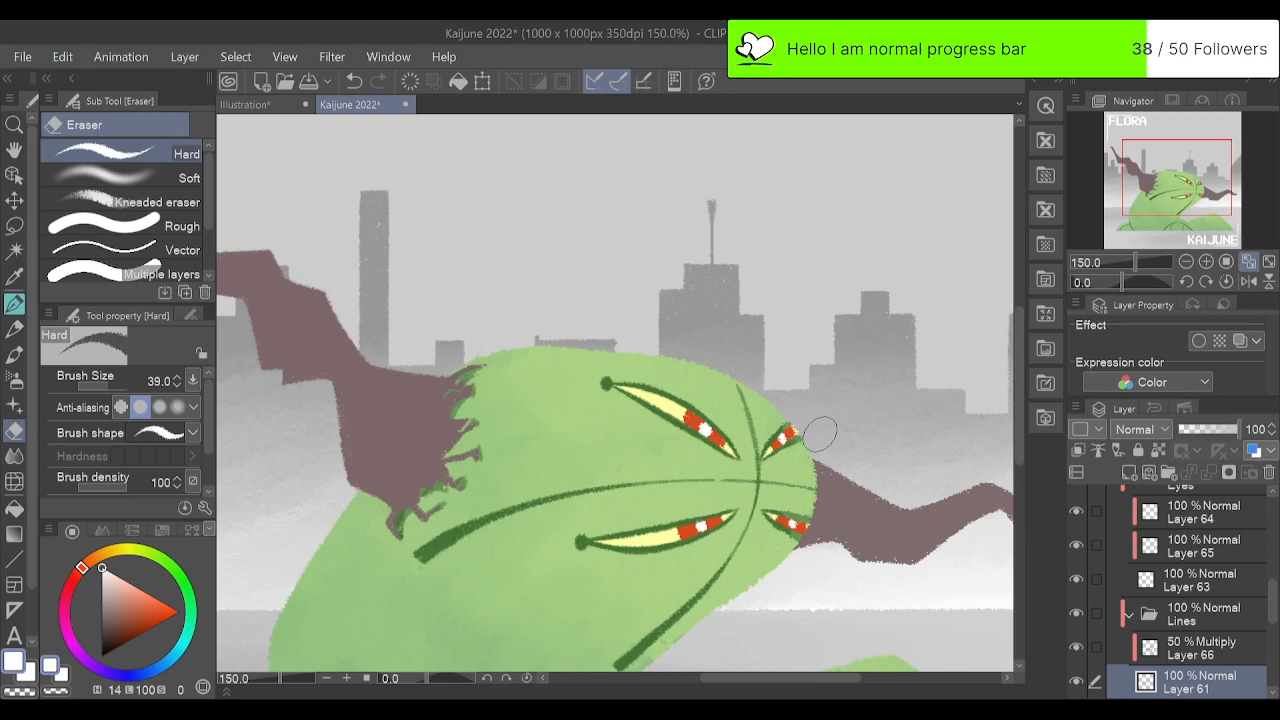 Kaijune 2022* (1000 x 1000px 350dpi 150.0%) - CLIP
Hello I am normal progress bar
38 / 50 Followers
File Edit Animation Layer Select View Filter Window Help
Sub Tool [Eraser]
Illustration*
Kaijune 2022*
Navigator
Eraser
Hard
Soft
Kneaded eraser
Rough
Vector
Multiple layers
FLORA
KAIJUNE
150.0
0.0
Tool property [Hard]
Hard
Brush Size 39.0
Anti-aliasing
Brush shape
Hardness
Brush density 100
Layer Property
Effect
Expression color
Color
Layer
Normal 100
Eyes
100 % Normal
Layer 64
100 % Normal
Layer 65
100 % Normal
Layer 63
100 % Normal
Lines
50 % Multiply
Layer 66
100 % Normal
Layer 61
A
H 14 L 100 S 0
150.0
0.0